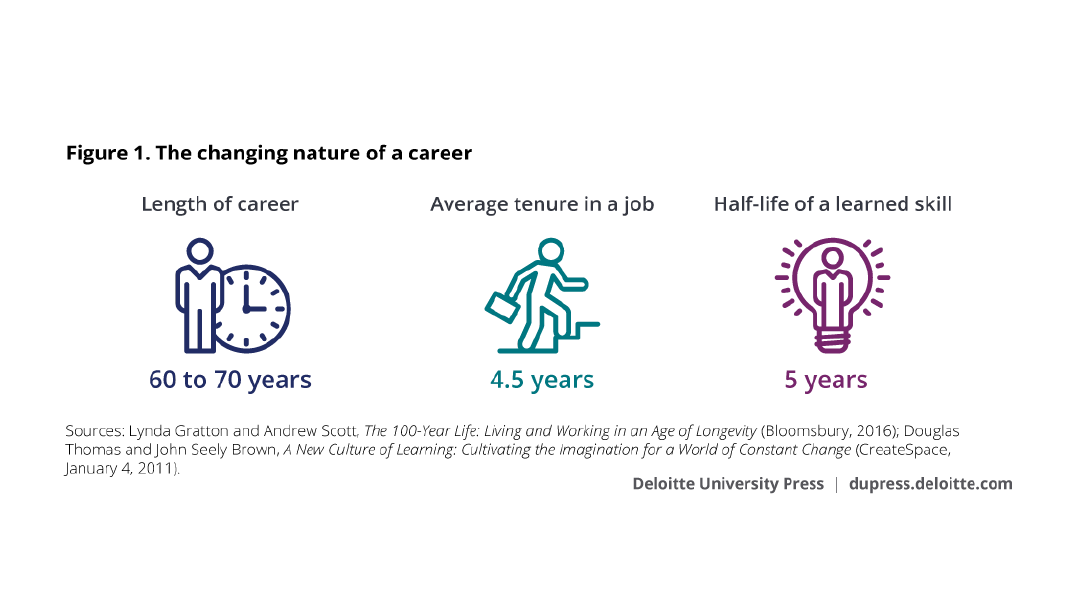 Figure 1. The changing nature of a career
Length of career
Average tenure in a job
Half-life of a learned skill
60 to 70 years
4.5 years
5 years
Sources: Lynda Gratton and Andrew Scott, The 100-Year Life: Living and Working in an Age of Longevity (Bloomsbury, 2016); Douglas
Thomas and John Seely Brown, A New Culture of Learning: Cultivating the Imagination for a World of Constant Change (CreateSpace,
January 4, 2011).
Deloitte University Press | dupress.deloitte.com